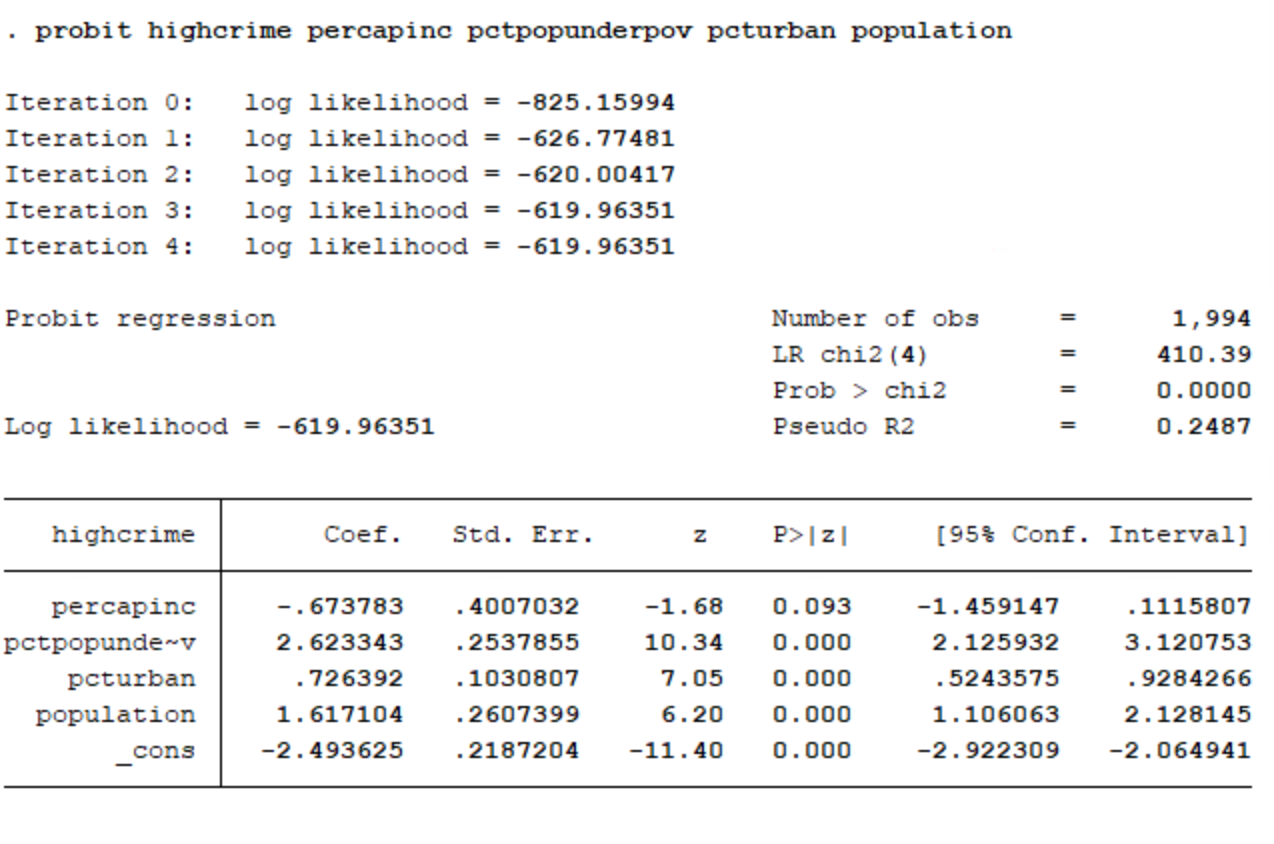 . probit highcrime percapinc pctpopunderpov pcturban population
Iteration 0:   log likelihood = -825.15994
Iteration 1:   log likelihood = -626.77481
Iteration 2:   log likelihood = -620.00417
Iteration 3:   log likelihood = -619.96351
Iteration 4:   log likelihood = -619.96351
Probit regression                               Number of obs     =      1,994
                                                LR chi2(4)        =     410.39
                                                Prob > chi2       =     0.0000
Log likelihood = -619.96351                     Pseudo R2         =     0.2487
highcrime        Coef.   Std. Err.      z    P>|z|     [95% Conf. Interval]
percapinc     -.673783   .4007032    -1.68   0.093    -1.459147    .1115807
pctpopunde~v     2.623343   .2537855    10.34   0.000     2.125932    3.120753
pcturban      .726392   .1030807     7.05   0.000     .5243575    .9284266
population     1.617104   .2607399     6.20   0.000     1.106063    2.128145
_cons    -2.493625   .2187204   -11.40   0.000    -2.922309   -2.064941